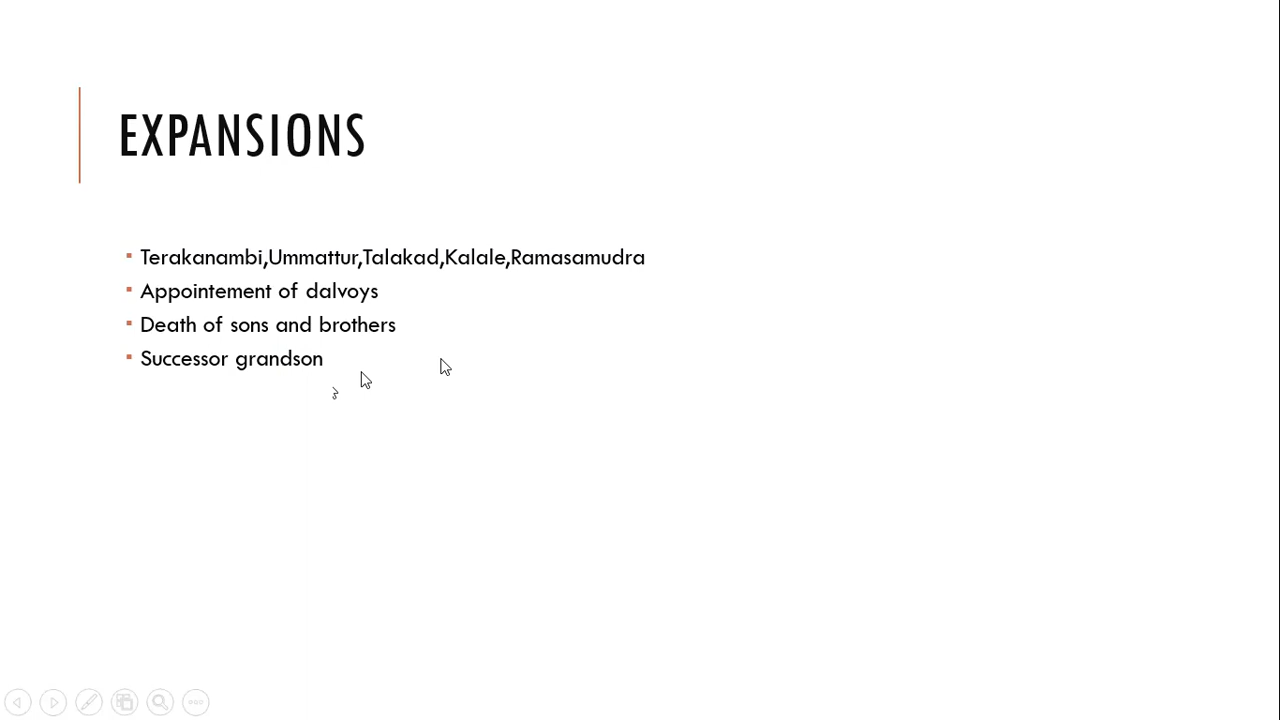 EXPANSIONS
Terakanambi,Ummattur,Talakad,Kalale,Ramasamudra
Appointement of dalvoys
Death of sons and brothers
Successor grandson